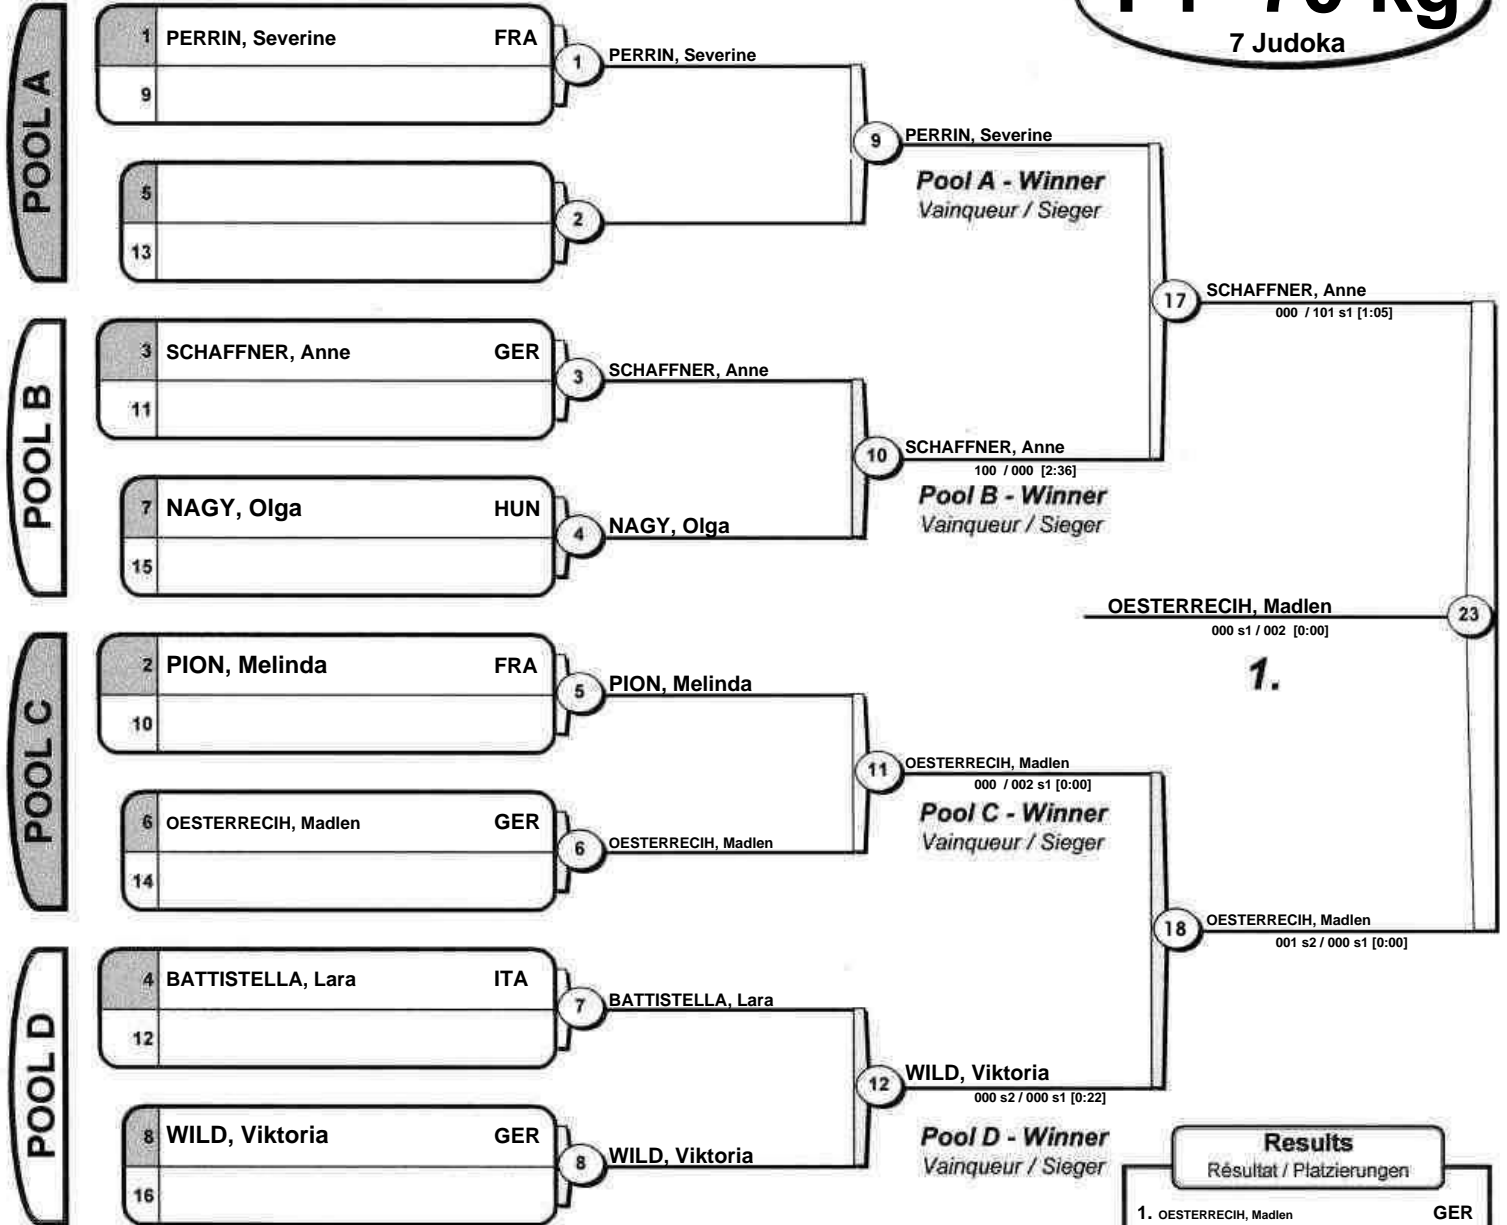 7 Judoka
POOL A
1 PERRIN, Severine FRA
9
1 PERRIN, Severine
5
13
2
9 PERRIN, Severine
Pool A - Winner
Vainqueur / Sieger
POOL B
3 SCHAFFNER, Anne GER
11
3 SCHAFFNER, Anne
7 NAGY, Olga HUN
15
4 NAGY, Olga
10 SCHAFFNER, Anne
100 / 000 [2:36]
Pool B - Winner
Vainqueur / Sieger
17 SCHAFFNER, Anne
000 / 101 s1 [1:05]
OESTERRECIH, Madlen 23
000 s1 / 002 [0:00]
1.
POOL C
2 PION, Melinda FRA
10
5 PION, Melinda
6 OESTERRECIH, Madlen GER
14
6 OESTERRECIH, Madlen
11 OESTERRECIH, Madlen
000 / 002 s1 [0:00]
Pool C - Winner
Vainqueur / Sieger
18 OESTERRECIH, Madlen
001 s2 / 000 s1 [0:00]
POOL D
4 BATTISTELLA, Lara ITA
12
7 BATTISTELLA, Lara
8 WILD, Viktoria GER
16
8 WILD, Viktoria
12 WILD, Viktoria
000 s2 / 000 s1 [0:22]
Pool D - Winner
Vainqueur / Sieger
Results
Résultat / Platzierungen
1. OESTERRECIH, Madlen GER